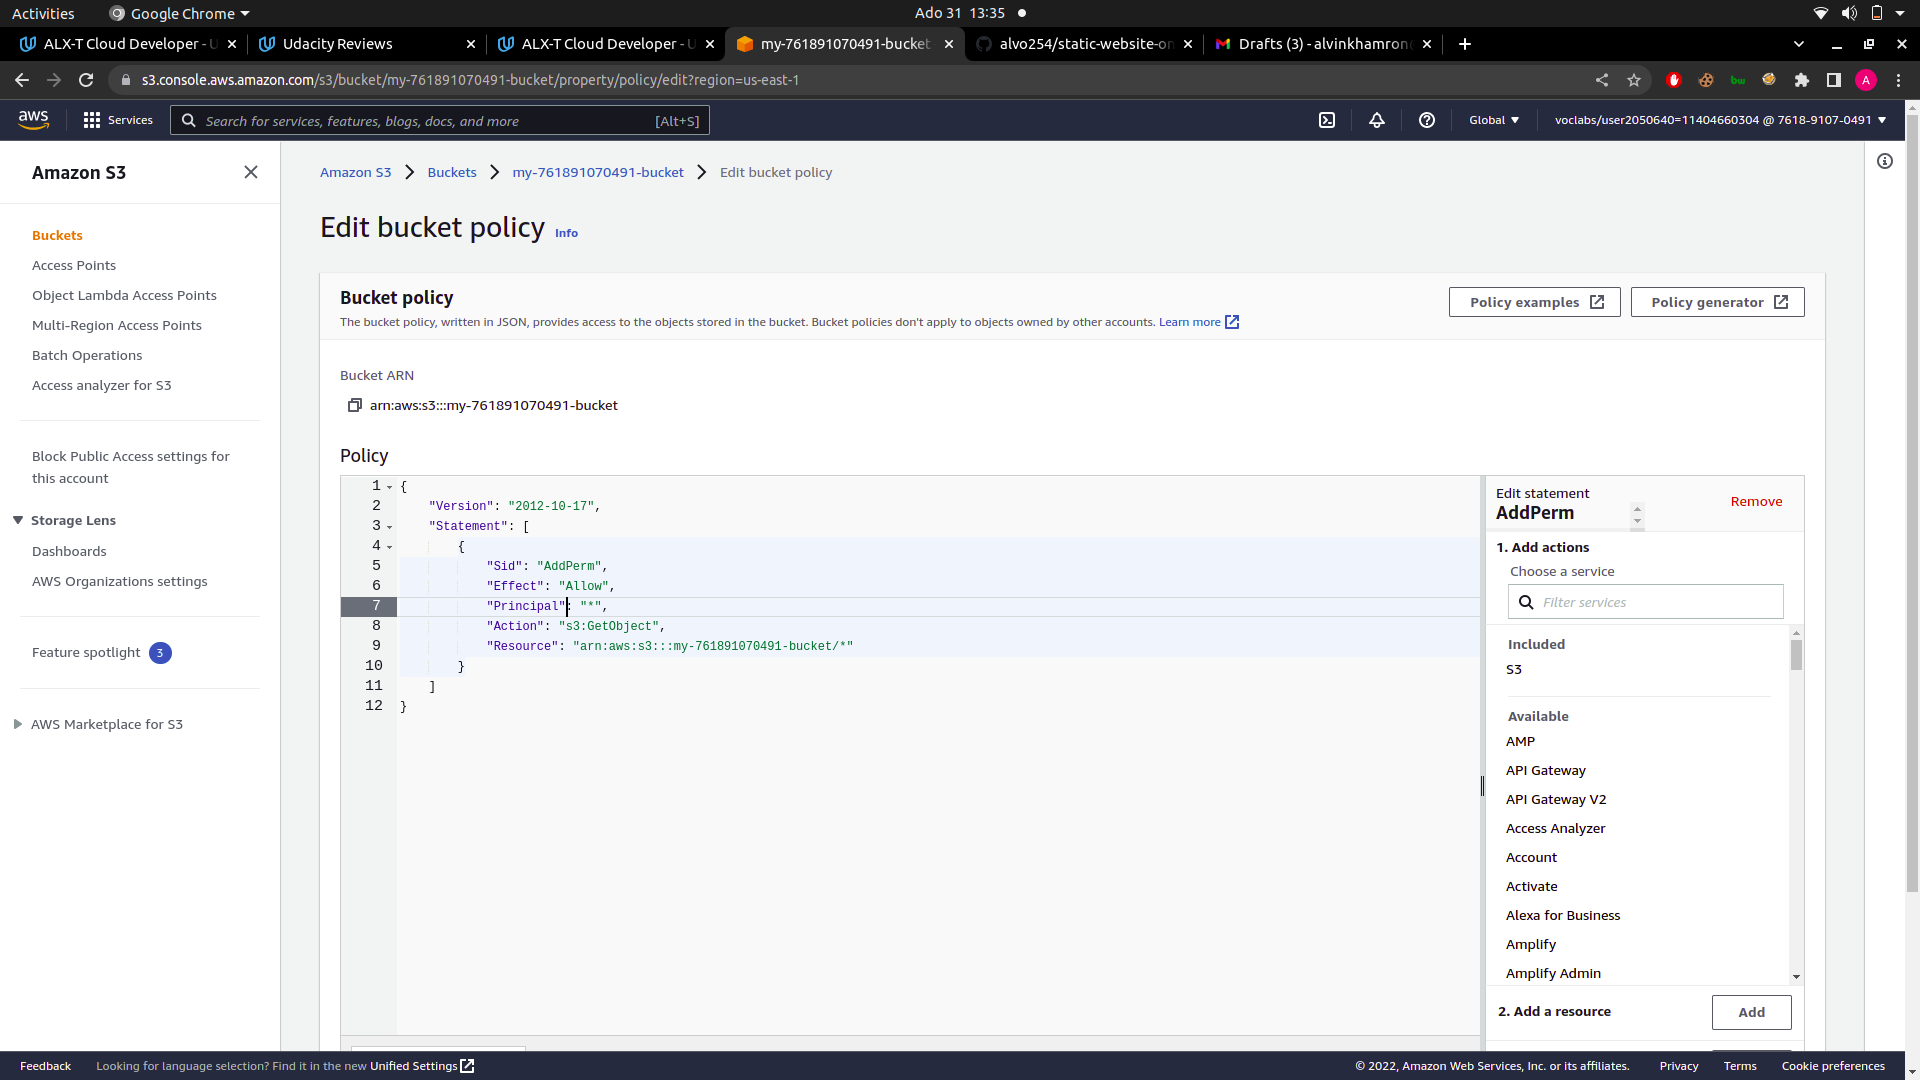 Activities
Google Chrome
Ado 31 13:35
ALX-T Cloud Developer - U
Udacity Reviews
ALX-T Cloud Developer - U
my-761891070491-bucket
alvo254/static-website-on
Drafts (3) - alvinkhamron
s3.console.aws.amazon.com/s3/bucket/my-761891070491-bucket/property/policy/edit?region=us-east-1
bw
A
aws
Services
Search for services, features, blogs, docs, and more
[Alt+S]
Global
voclabs/user2050640=11404660304 @ 7618-9107-0491
Amazon S3
Buckets
Access Points
Object Lambda Access Points
Multi-Region Access Points
Batch Operations
Access analyzer for S3
Block Public Access settings for
this account
Storage Lens
Dashboards
AWS Organizations settings
Feature spotlight 3
AWS Marketplace for S3
Amazon S3
Buckets
my-761891070491-bucket
Edit bucket policy
Edit bucket policy Info
Bucket policy
The bucket policy, written in JSON, provides access to the objects stored in the bucket. Bucket policies don't apply to objects owned by other accounts. Learn more
Policy examples
Policy generator
Bucket ARN
arn:aws:s3:::my-761891070491-bucket
Policy
1 {
2 "Version": "2012-10-17",
3 "Statement": [
4 {
5 "Sid": "AddPerm",
6 "Effect": "Allow",
7 "Principal": "*",
8 "Action": "s3:GetObject",
9 "Resource": "arn:aws:s3:::my-761891070491-bucket/*"
10 }
11 ]
12 }
Edit statement
AddPerm
Remove
1. Add actions
Choose a service
Filter services
Included
S3
Available
AMP
API Gateway
API Gateway V2
Access Analyzer
Account
Activate
Alexa for Business
Amplify
Amplify Admin
2. Add a resource
Add
Feedback
Looking for language selection? Find it in the new Unified Settings
© 2022, Amazon Web Services, Inc. or its affiliates.
Privacy
Terms
Cookie preferences